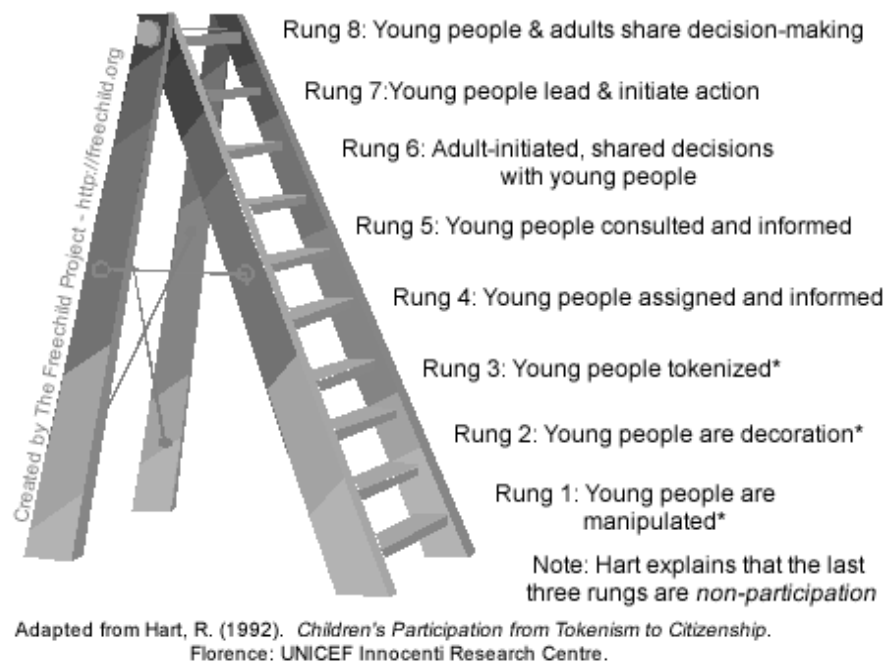 Rung 8: Young people & adults share decision-making
Rung 7:Young people lead & initiate action
Rung 6: Adult-initiated, shared decisions
with young people
Rung 5: Young people consulted and informed
Rung 4: Young people assigned and informed
Rung 3: Young people tokenized*
Rung 2: Young people are decoration*
Rung 1: Young people are
manipulated*
Note: Hart explains that the last
three rungs are non-participation
Created by The Freechild Project - http://freechild.org
Adapted from Hart, R. (1992). Children's Participation from Tokenism to Citizenship.
Florence: UNICEF Innocenti Research Centre.